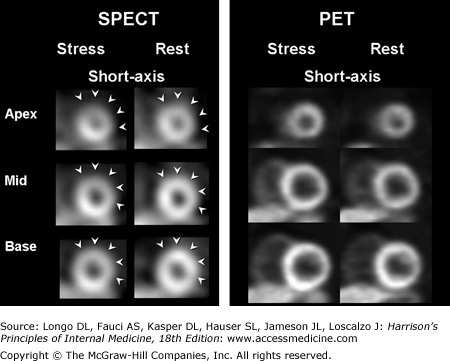 SPECT PET
Stress Rest Stress Rest
Short-axis Short-axis
Apex
Mid
Base
Source: Longo DL, Fauci AS, Kasper DL, Hauser SL, Jameson JL, Loscalzo J: Harrison's
Principles of Internal Medicine, 18th Edition: www.accessmedicine.com
Copyright © The McGraw-Hill Companies, Inc. All rights reserved.